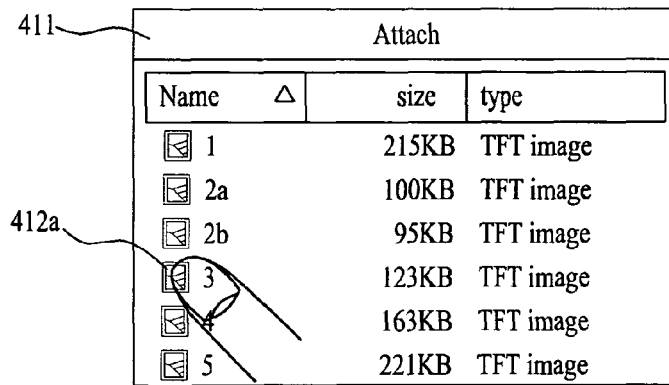 411
Attach
Name △ size type
1 215KB TFT image
2a 100KB TFT image
2b 95KB TFT image
412a
3 123KB TFT image
4 163KB TFT image
5 221KB TFT image